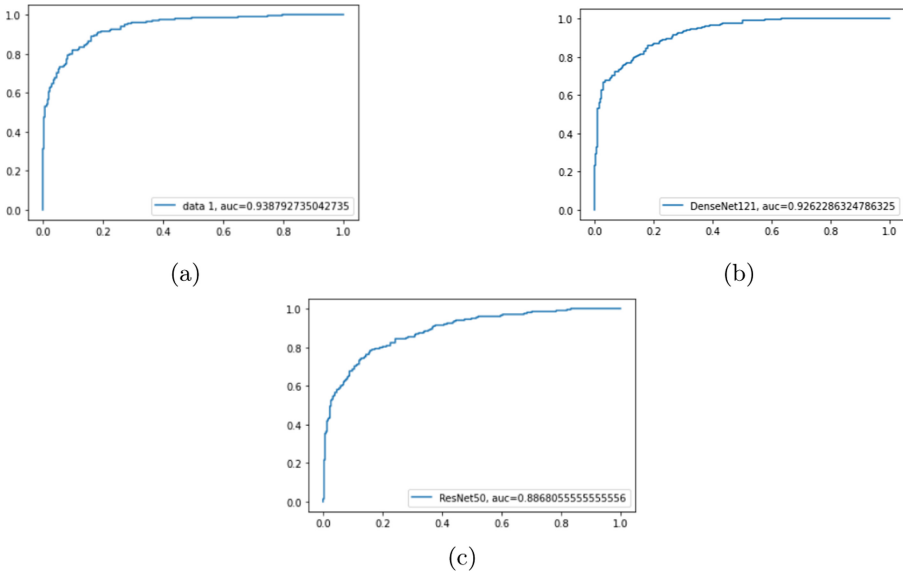 1.0
0.8
0.6
0.4
0.2
0.0
data 1, auc=0.938792735042735
0.0 0.2 0.4 0.6 0.8 1.0
(a)
1.0
0.8
0.6
0.4
0.2
0.0
DenseNet121, auc=0.9262286324786325
0.0 0.2 0.4 0.6 0.8 1.0
(b)
1.0
0.8
0.6
0.4
0.2
0.0
ResNet50, auc=0.8868055555555556
0.0 0.2 0.4 0.6 0.8 1.0
(c)